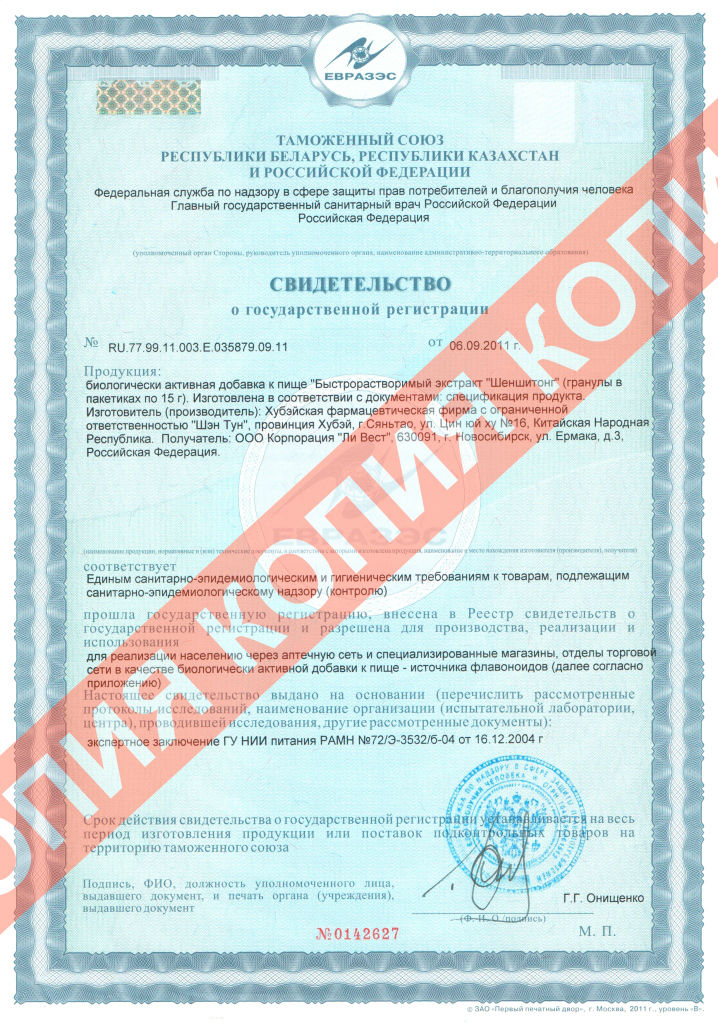 ЕВРАЗЭС
ТАМОЖЕННЫЙ СОЮЗ
РЕСПУБЛИКИ БЕЛАРУСЬ, РЕСПУБЛИКИ КАЗАХСТАН
И РОССИЙСКОЙ ФЕДЕРАЦИИ
Федеральная служба по надзору в сфере защиты прав потребителей и благополучия человека
Главный государственный санитарный врач Российской Федерации
Российская Федерация
(уполномоченный орган Стороны, руководитель уполномоченного органа, наименование административно-территориального образования)
СВИДЕТЕЛЬСТВО
о государственной регистрации
№ RU.77.99.11.003.E.035879.09.11 от 06.09.2011 г.
Продукция:
биологически активная добавка к пище "Быстрорастворимый экстракт "Шеншитонг" (гранулы в
пакетиках по 15 г). Изготовлена в соответствии с документами: спецификация продукта.
Изготовитель (производитель): Хубэйская фармацевтическая фирма с ограниченной
ответственностью "Шэн Тун", провинция Хубэй, г.Сяньтао, ул. Цин юй ху №16, Китайская Народная
Республика. Получатель: ООО Корпорация "Ли Вест", 630091, г. Новосибирск, ул. Ермака, д.3,
Российская Федерация.
ЕВРАЗЭС
(наименование продукции, нормативные и (или) технические документы, в соответствии с которыми изготовлена продукция, наименование и место нахождения изготовителя (производителя), получателя)
соответствует
Единым санитарно-эпидемиологическим и гигиеническим требованиям к товарам, подлежащим
санитарно-эпидемиологическому надзору (контролю)
прошла государственную регистрацию, внесена в Реестр свидетельств о
государственной регистрации и разрешена для производства, реализации и
использования
для реализации населению через аптечную сеть и специализированные магазины, отделы торговой
сети в качестве биологически активной добавки к пище - источника флавоноидов (далее согласно
приложению)
Настоящее свидетельство выдано на основании (перечислить рассмотренные
протоколы исследований, наименование организации (испытательной лаборатории,
центра), проводившей исследования, другие рассмотренные документы):
экспертное заключение ГУ НИИ питания РАМН №72/Э-3532/б-04 от 16.12.2004 г
Срок действия свидетельства о государственной регистрации устанавливается на весь
период изготовления продукции или поставок подконтрольных товаров на
территорию таможенного союза
Подпись, ФИО, должность уполномоченного лица,
выдавшего документ, и печать органа (учреждения),
выдавшего документ
Г.Г. Онищенко
(Ф. И. О./подпись)
№0142627
М. П.
© ЗАО «Первый печатный двор», г. Москва, 2011 г., уровень «В».
КОПИЯ КОПИЯ КОПИЯ